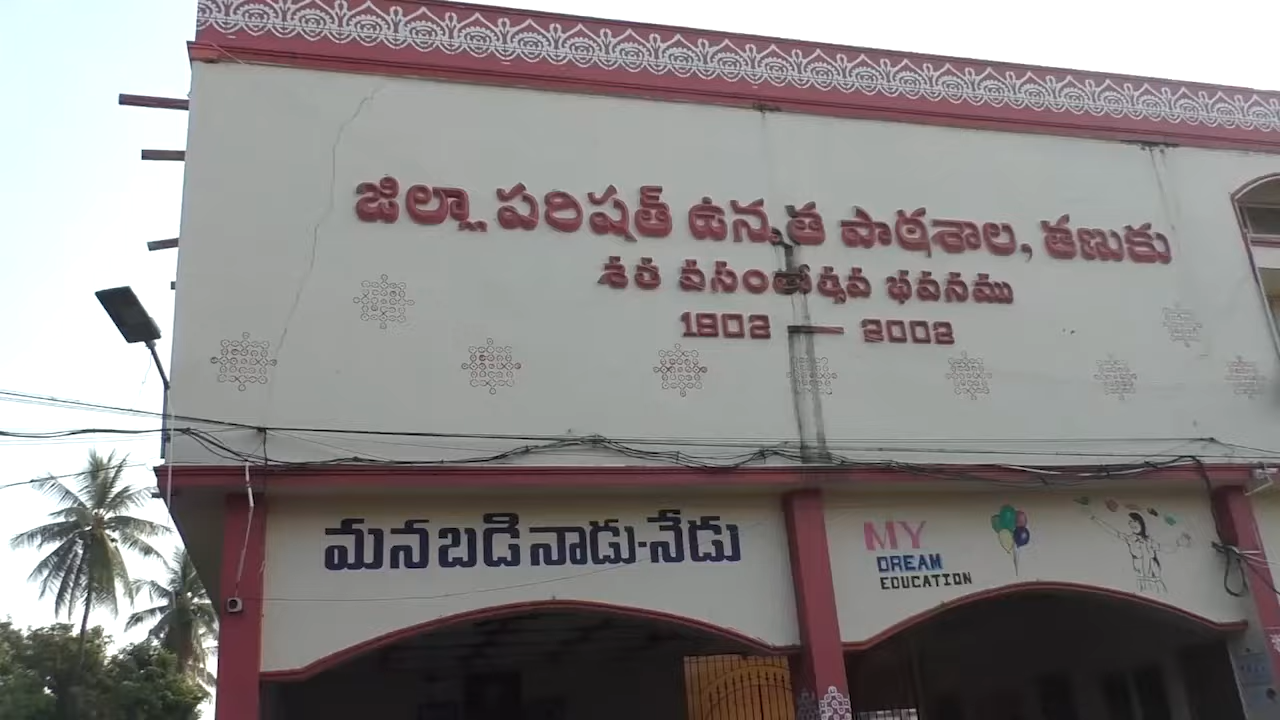 జిల్లా పరిషత్ ఉన్నత పాఠశాల, తణుకు
శత వసంతోత్సవ భవనము
1902 — 2002
మన బడి నాడు-నేడు
MY
DREAM
EDUCATION